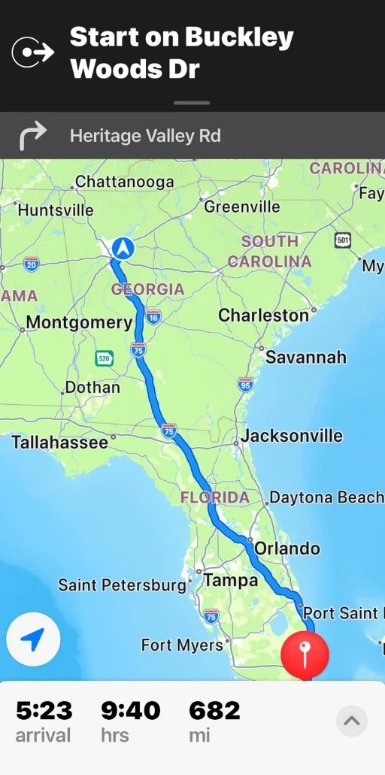 Start on Buckley
Woods Dr
Heritage Valley Rd
CAROLIN
Chattanooga
Fay
Huntsville
Greenville
501
SOUTH
CAROLINA
20
My
AMA
GEORGIA
Montgomery
16
Charleston
75
520
Savannah
95
Dothan
75
Tallahassee
Jacksonville
FLORIDA
Daytona Beach
Orlando
Saint Petersburg
Tampa
Port Saint
75
Fort Myers
5:23
9:40
682
arrival
hrs
mi